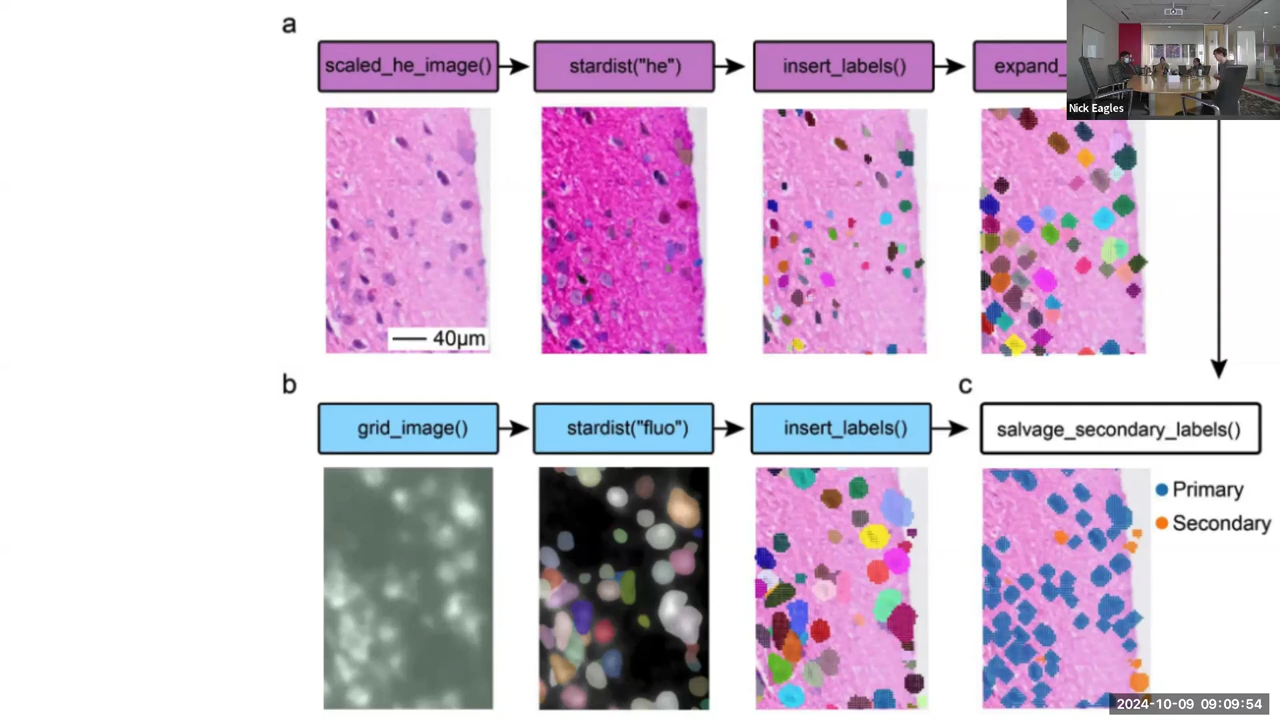 a
scaled_he_image()
stardist("he")
insert_labels()
expand_
Nick Eagles
40µm
b
c
grid_image()
stardist("fluo")
insert_labels()
salvage_secondary_labels()
Primary
Secondary
2024-10-09 09:09:54